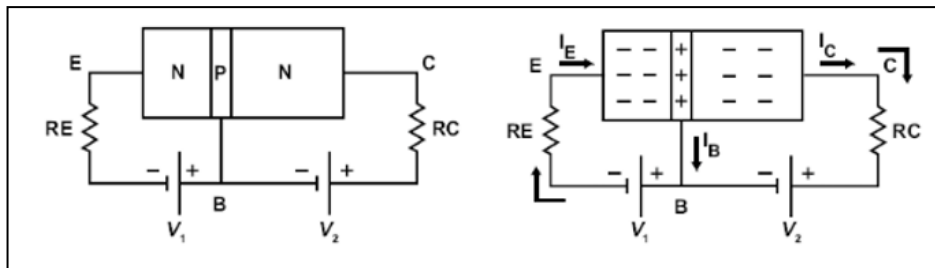 E N P N C
RE RC
− + − +
B
V1 V2
IE IC
E − − + − − C
− − + − −
− − + − −
RE IB RC
− + − +
B
V1 V2